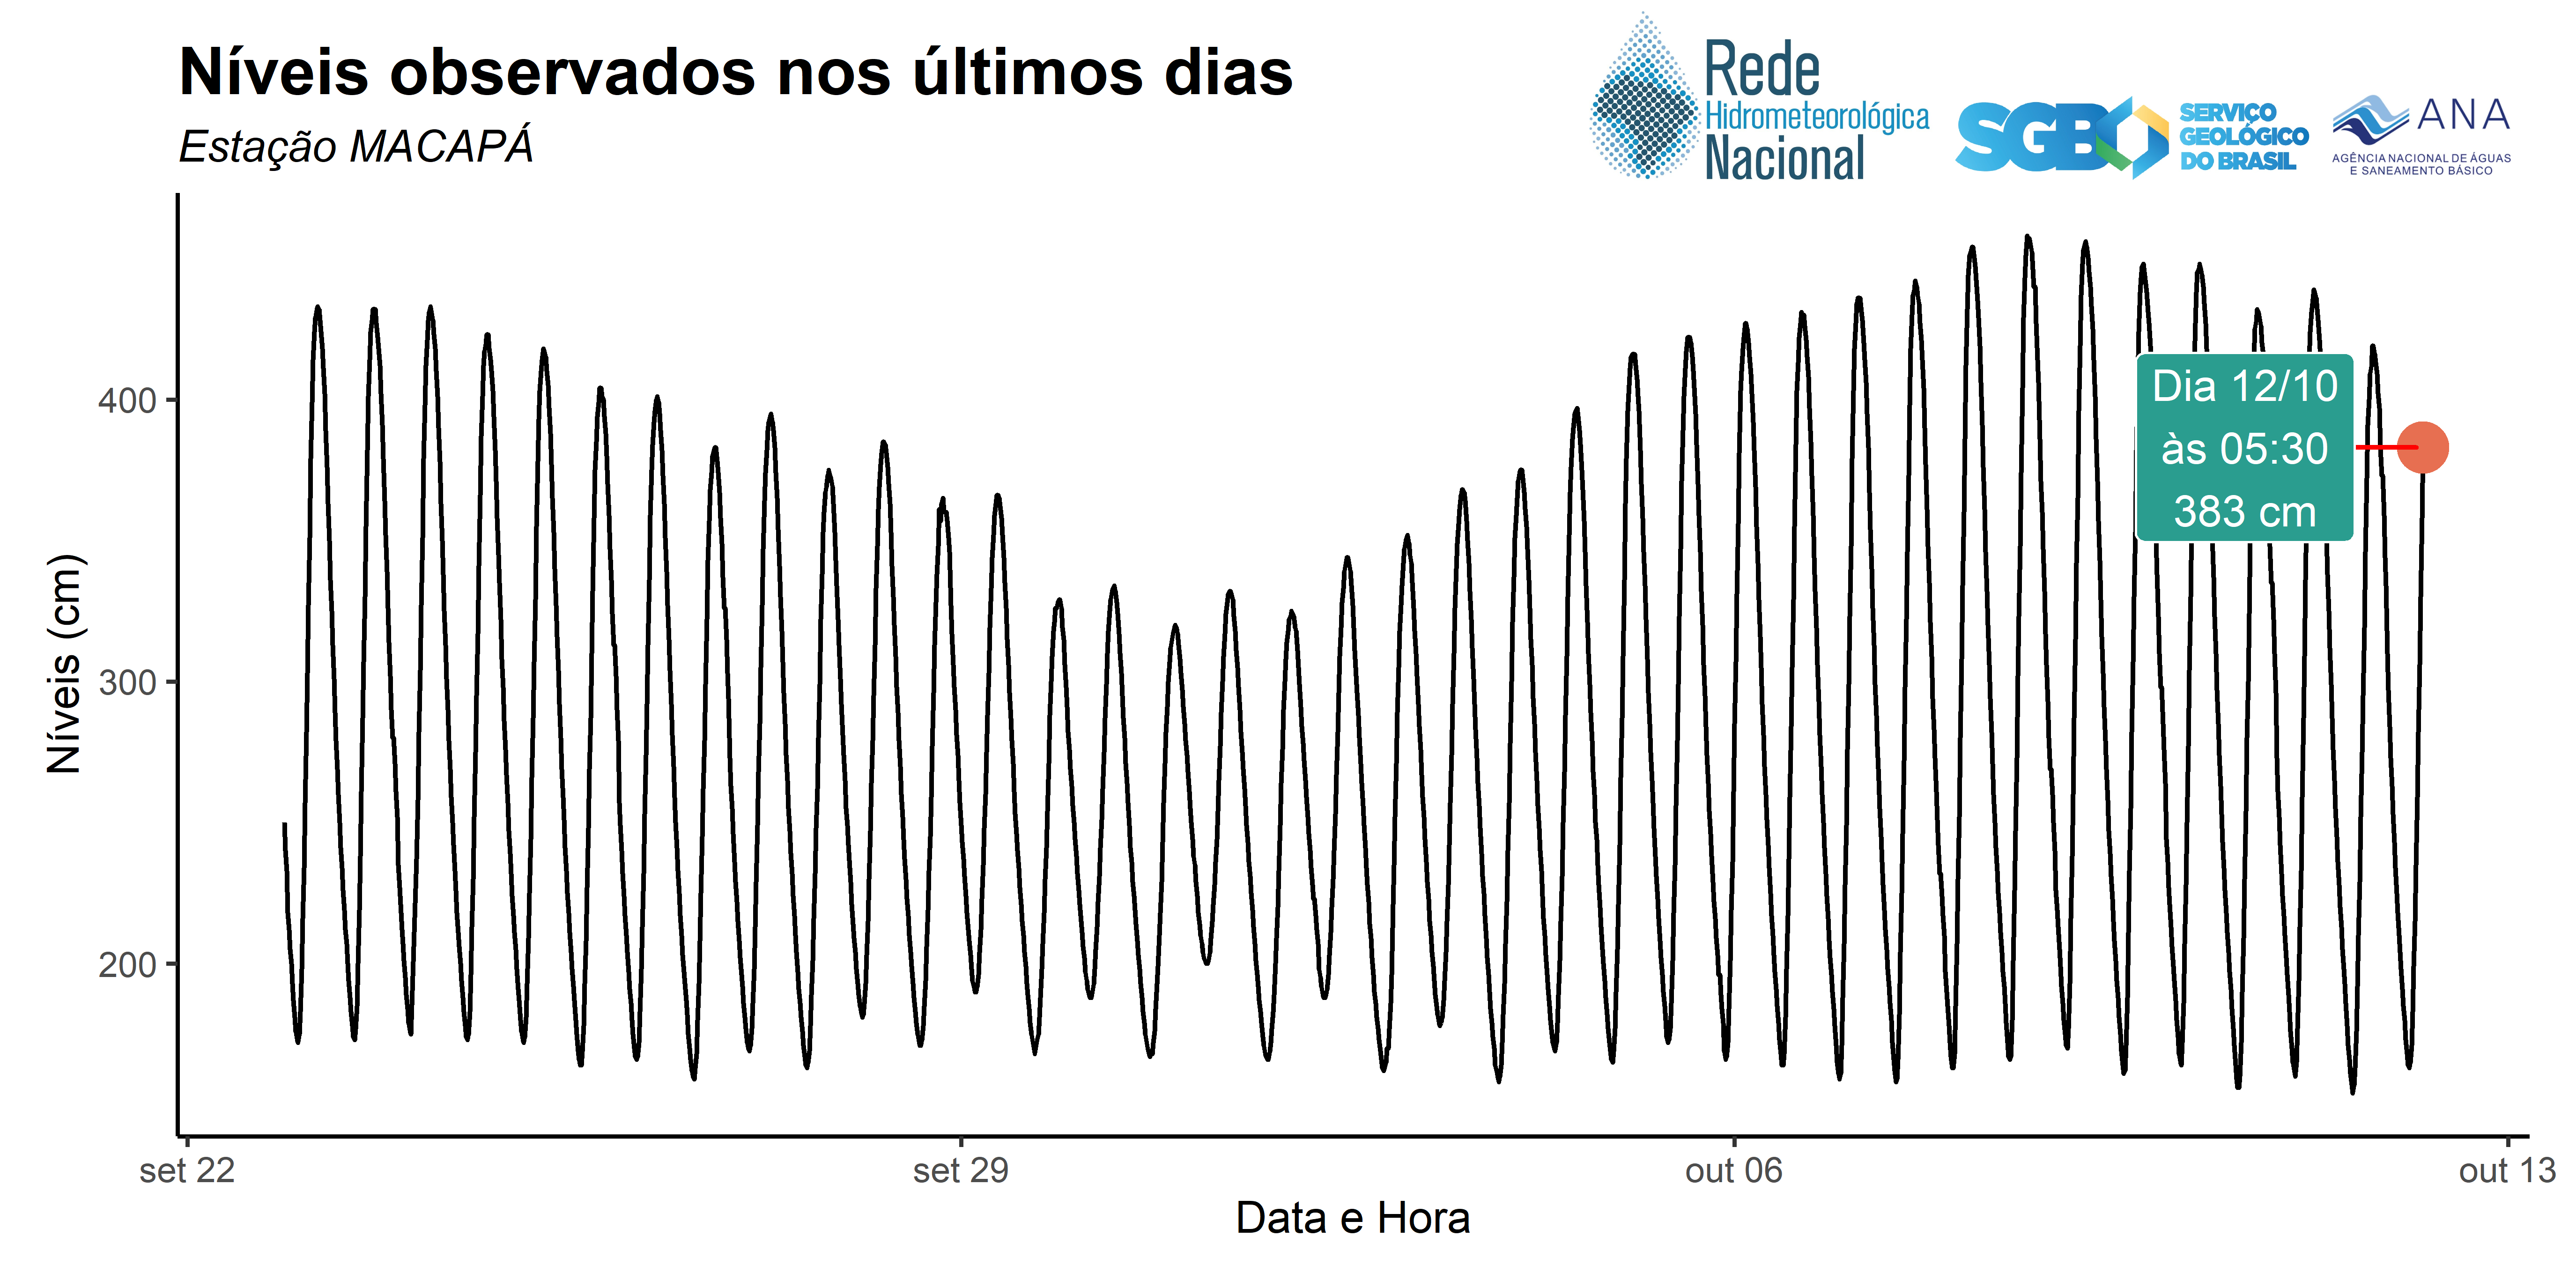 Níveis observados nos últimos dias
Estação MACAPÁ
Rede
Hidrometeorológica
Nacional
SGB
SERVIÇO
GEOLÓGICO
DO BRASIL
ANA
AGÊNCIA NACIONAL DE ÁGUAS
E SANEAMENTO BÁSICO
Níveis (cm)
400
300
200
Dia 12/10
às 05:30
383 cm
set 22
set 29
out 06
out 13
Data e Hora